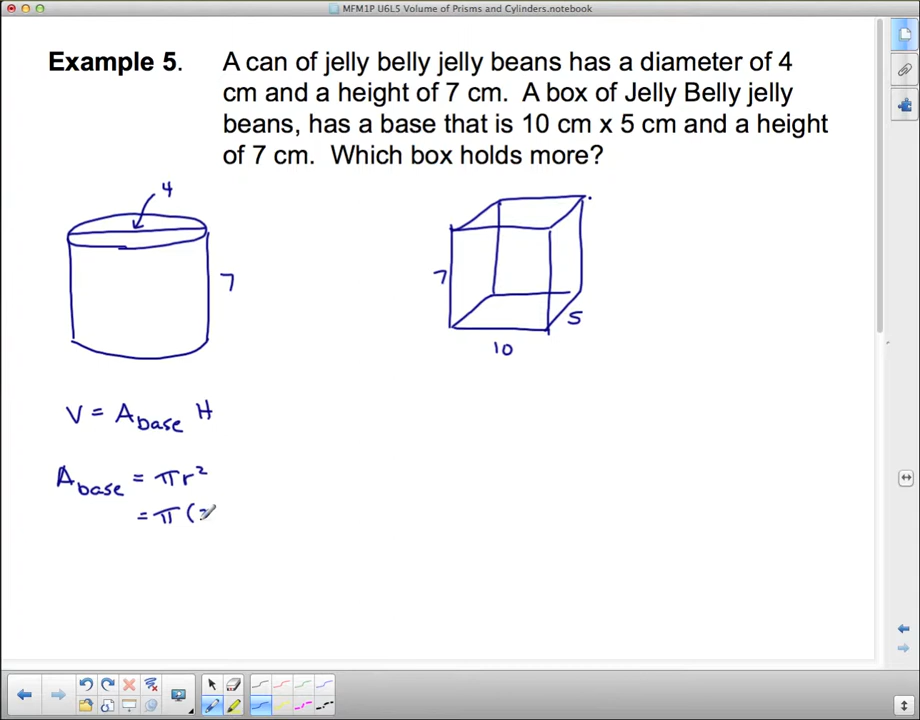 MFM1P U6L5 Volume of Prisms and Cylinders.notebook
Example 5. A can of jelly belly jelly beans has a diameter of 4
cm and a height of 7 cm. A box of Jelly Belly jelly
beans, has a base that is 10 cm x 5 cm and a height
of 7 cm. Which box holds more?
4
7
7
5
10
V = A base H
A base = πr²
= π (